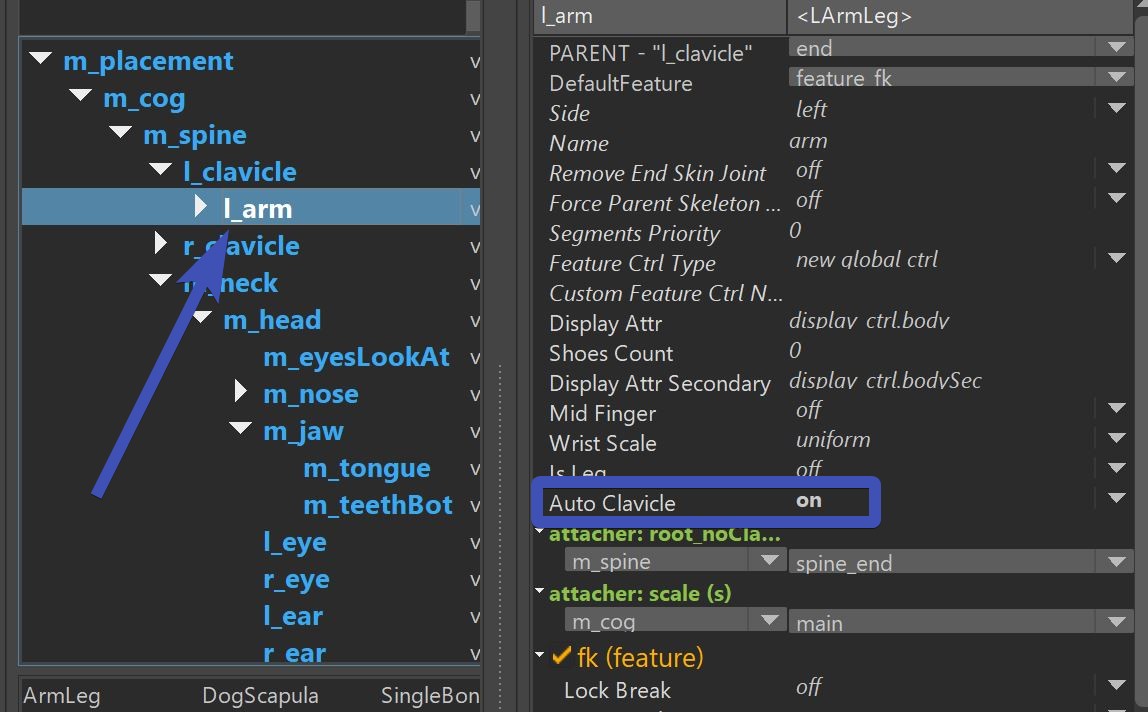 m_placement v
m_cog v
m_spine v
l_clavicle v
l_arm v
r_clavicle v
neck v
m_head v
m_eyesLookAt v
m_nose v
m_jaw v
m_tongue v
m_teethBot v
l_eye v
r_eye v
l_ear v
r_ear v
ArmLeg DogScapula SingleBon
l_arm <LArmLeg>
PARENT - "l_clavicle" end
DefaultFeature feature_fk
Side left
Name arm
Remove End Skin Joint off
Force Parent Skeleton ... off
Segments Priority 0
Feature Ctrl Type new global ctrl
Custom Feature Ctrl N...
Display Attr display_ctrl.body
Shoes Count 0
Display Attr Secondary display_ctrl.bodySec
Mid Finger off
Wrist Scale uniform
Is Leg off
Auto Clavicle on
attacher: root_noCla...
m_spine spine_end
attacher: scale (s)
m_cog main
fk (feature)
Lock Break off